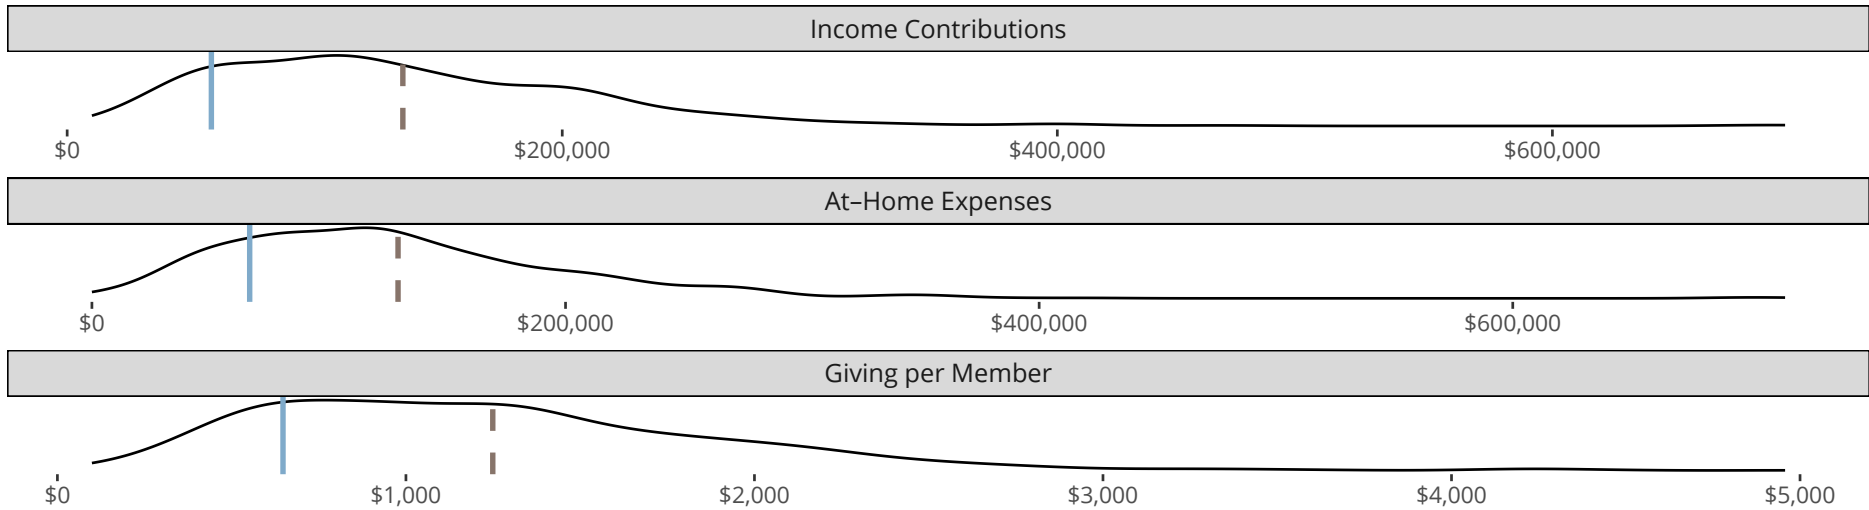 Income Contributions
$0 $200,000 $400,000 $600,000
At–Home Expenses
$0 $200,000 $400,000 $600,000
Giving per Member
$0 $1,000 $2,000 $3,000 $4,000 $5,000